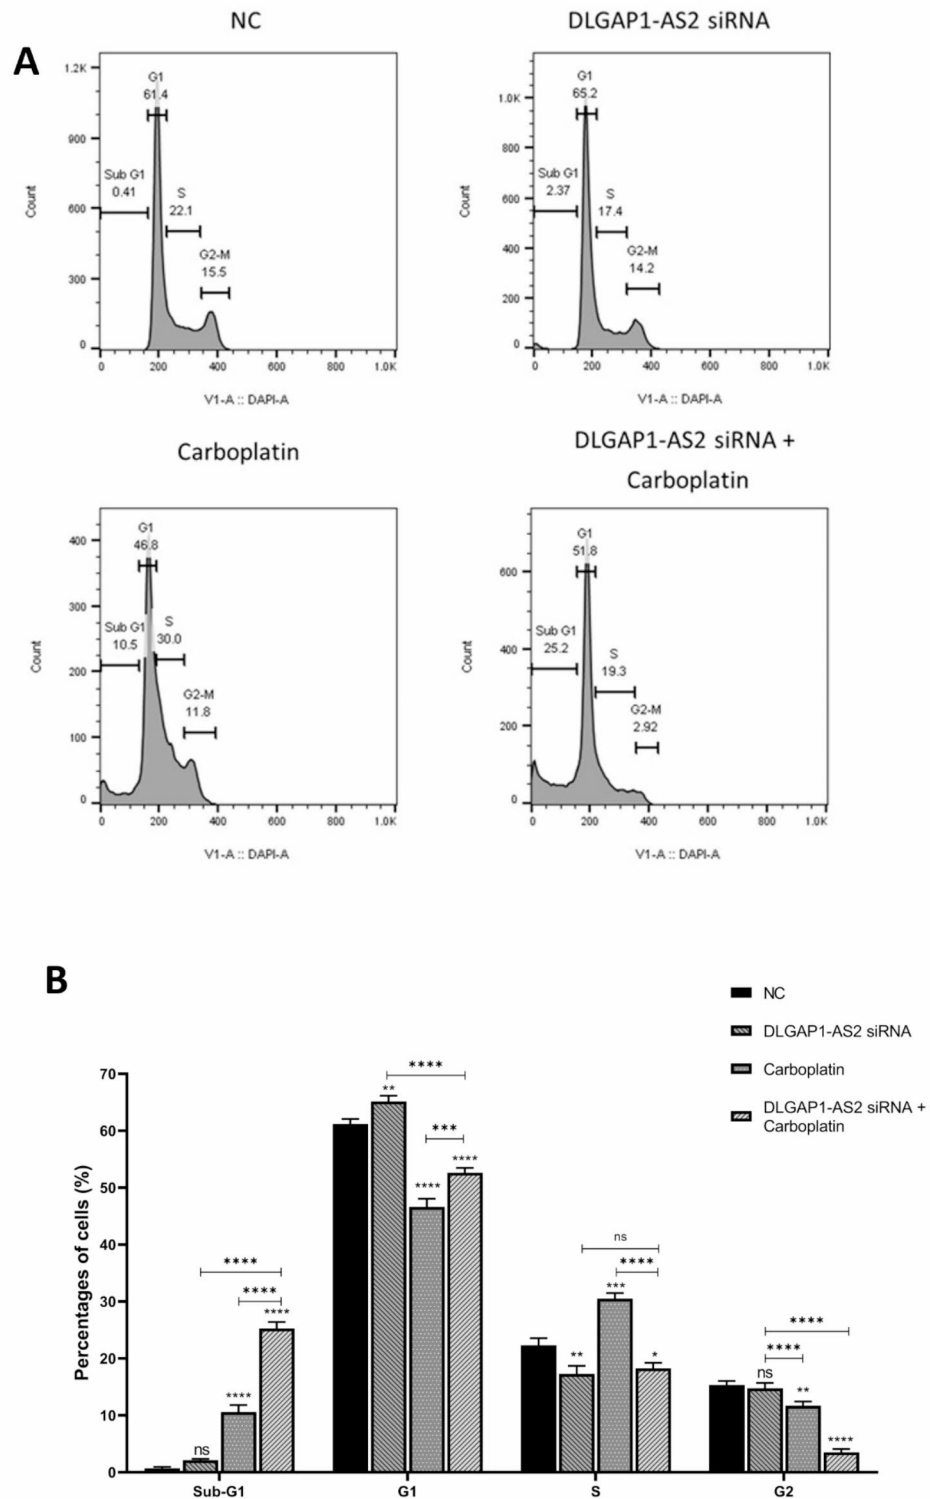 NC
DLGAP1-AS2 siRNA
A
1.2K
900
600
300
0
Count
G1
61.4
Sub G1
0.41
S
22.1
G2-M
15.5
0 200 400 600 800 1.0K
V1-A :: DAPI-A
1.0K
800
600
400
200
0
Count
G1
65.2
Sub G1
2.37
S
17.4
G2-M
14.2
0 200 400 600 800 1.0K
V1-A :: DAPI-A
Carboplatin
DLGAP1-AS2 siRNA +
Carboplatin
400
300
200
100
0
Count
G1
46.8
Sub G1
10.5
S
30.0
G2-M
11.8
0 200 400 600 800 1.0K
V1-A :: DAPI-A
600
400
200
0
Count
G1
51.8
Sub G1
25.2
S
19.3
G2-M
2.92
0 200 400 600 800 1.0K
V1-A :: DAPI-A
B
NC
DLGAP1-AS2 siRNA
Carboplatin
DLGAP1-AS2 siRNA +
Carboplatin
Percentages of cells (%)
70
60
50
40
30
20
10
0
ns
****
****
****
****
**
****
****
***
****
**
***
*
ns
****
ns
**
****
****
****
Sub-G1 G1 S G2